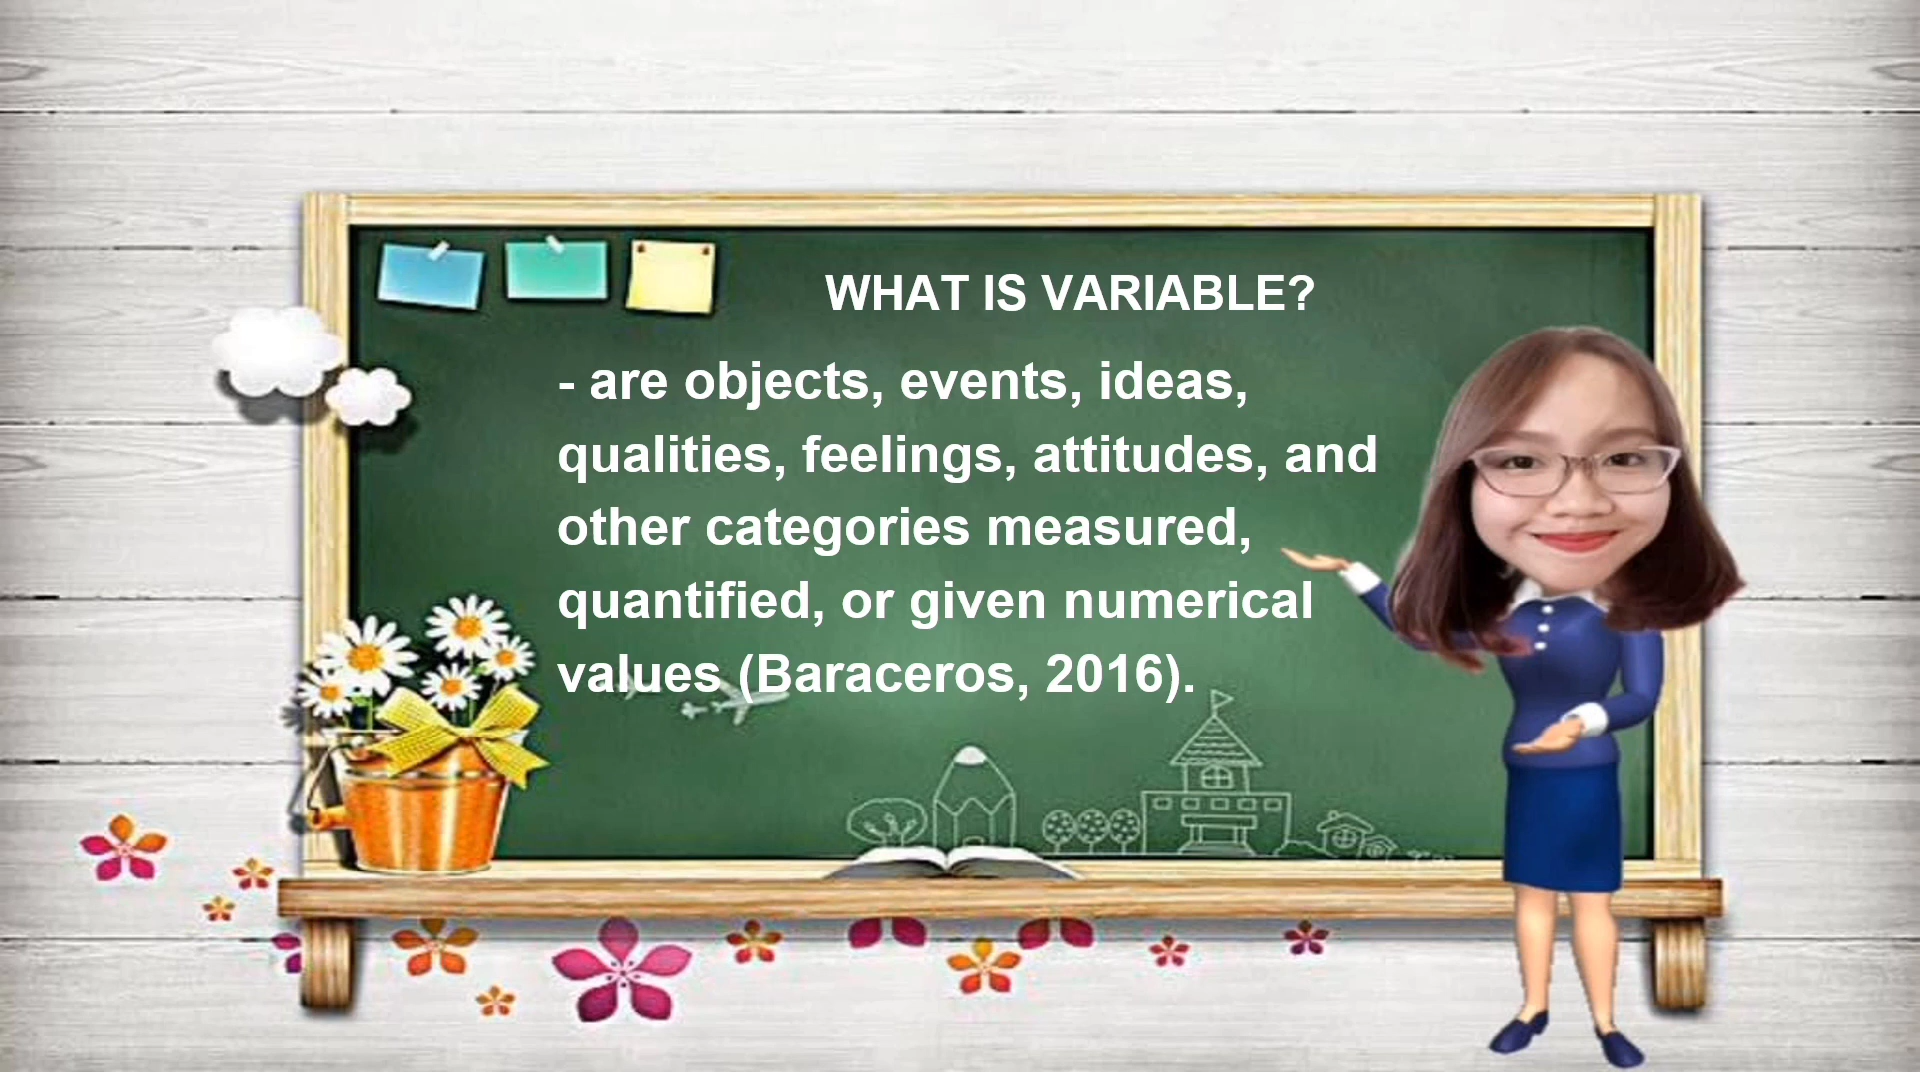 WHAT IS VARIABLE?
- are objects, events, ideas,
qualities, feelings, attitudes, and
other categories measured,
quantified, or given numerical
values (Baraceros, 2016).